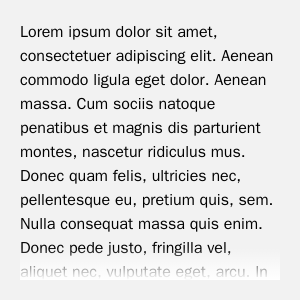 Lorem ipsum dolor sit amet,
consectetuer adipiscing elit. Aenean
commodo ligula eget dolor. Aenean
massa. Cum sociis natoque
penatibus et magnis dis parturient
montes, nascetur ridiculus mus.
Donec quam felis, ultricies nec,
pellentesque eu, pretium quis, sem.
Nulla consequat massa quis enim.
Donec pede justo, fringilla vel,
aliquet nec, vulputate eget, arcu. In